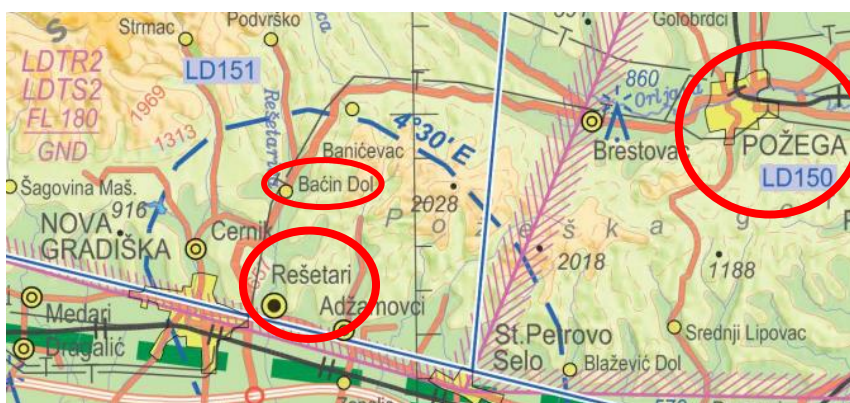 Strmac
Podvrško
Golobrdci
S
LDTR2
LDTS2
FL 180
GND
LD151
1969
1313
860
Orljava
Brestovac
POŽEGA
LD150
Banićevac
4°30' E
Rešetari
Baćin Dol
Šagovina Maš.
916
NOVA
GRADIŠKA
Cernik
2028
Požeška
2018
1188
Rešetari
Adžamovci
Medari
Dragalić
St.Petrovo
Selo
Srednji Lipovac
Blažević Dol